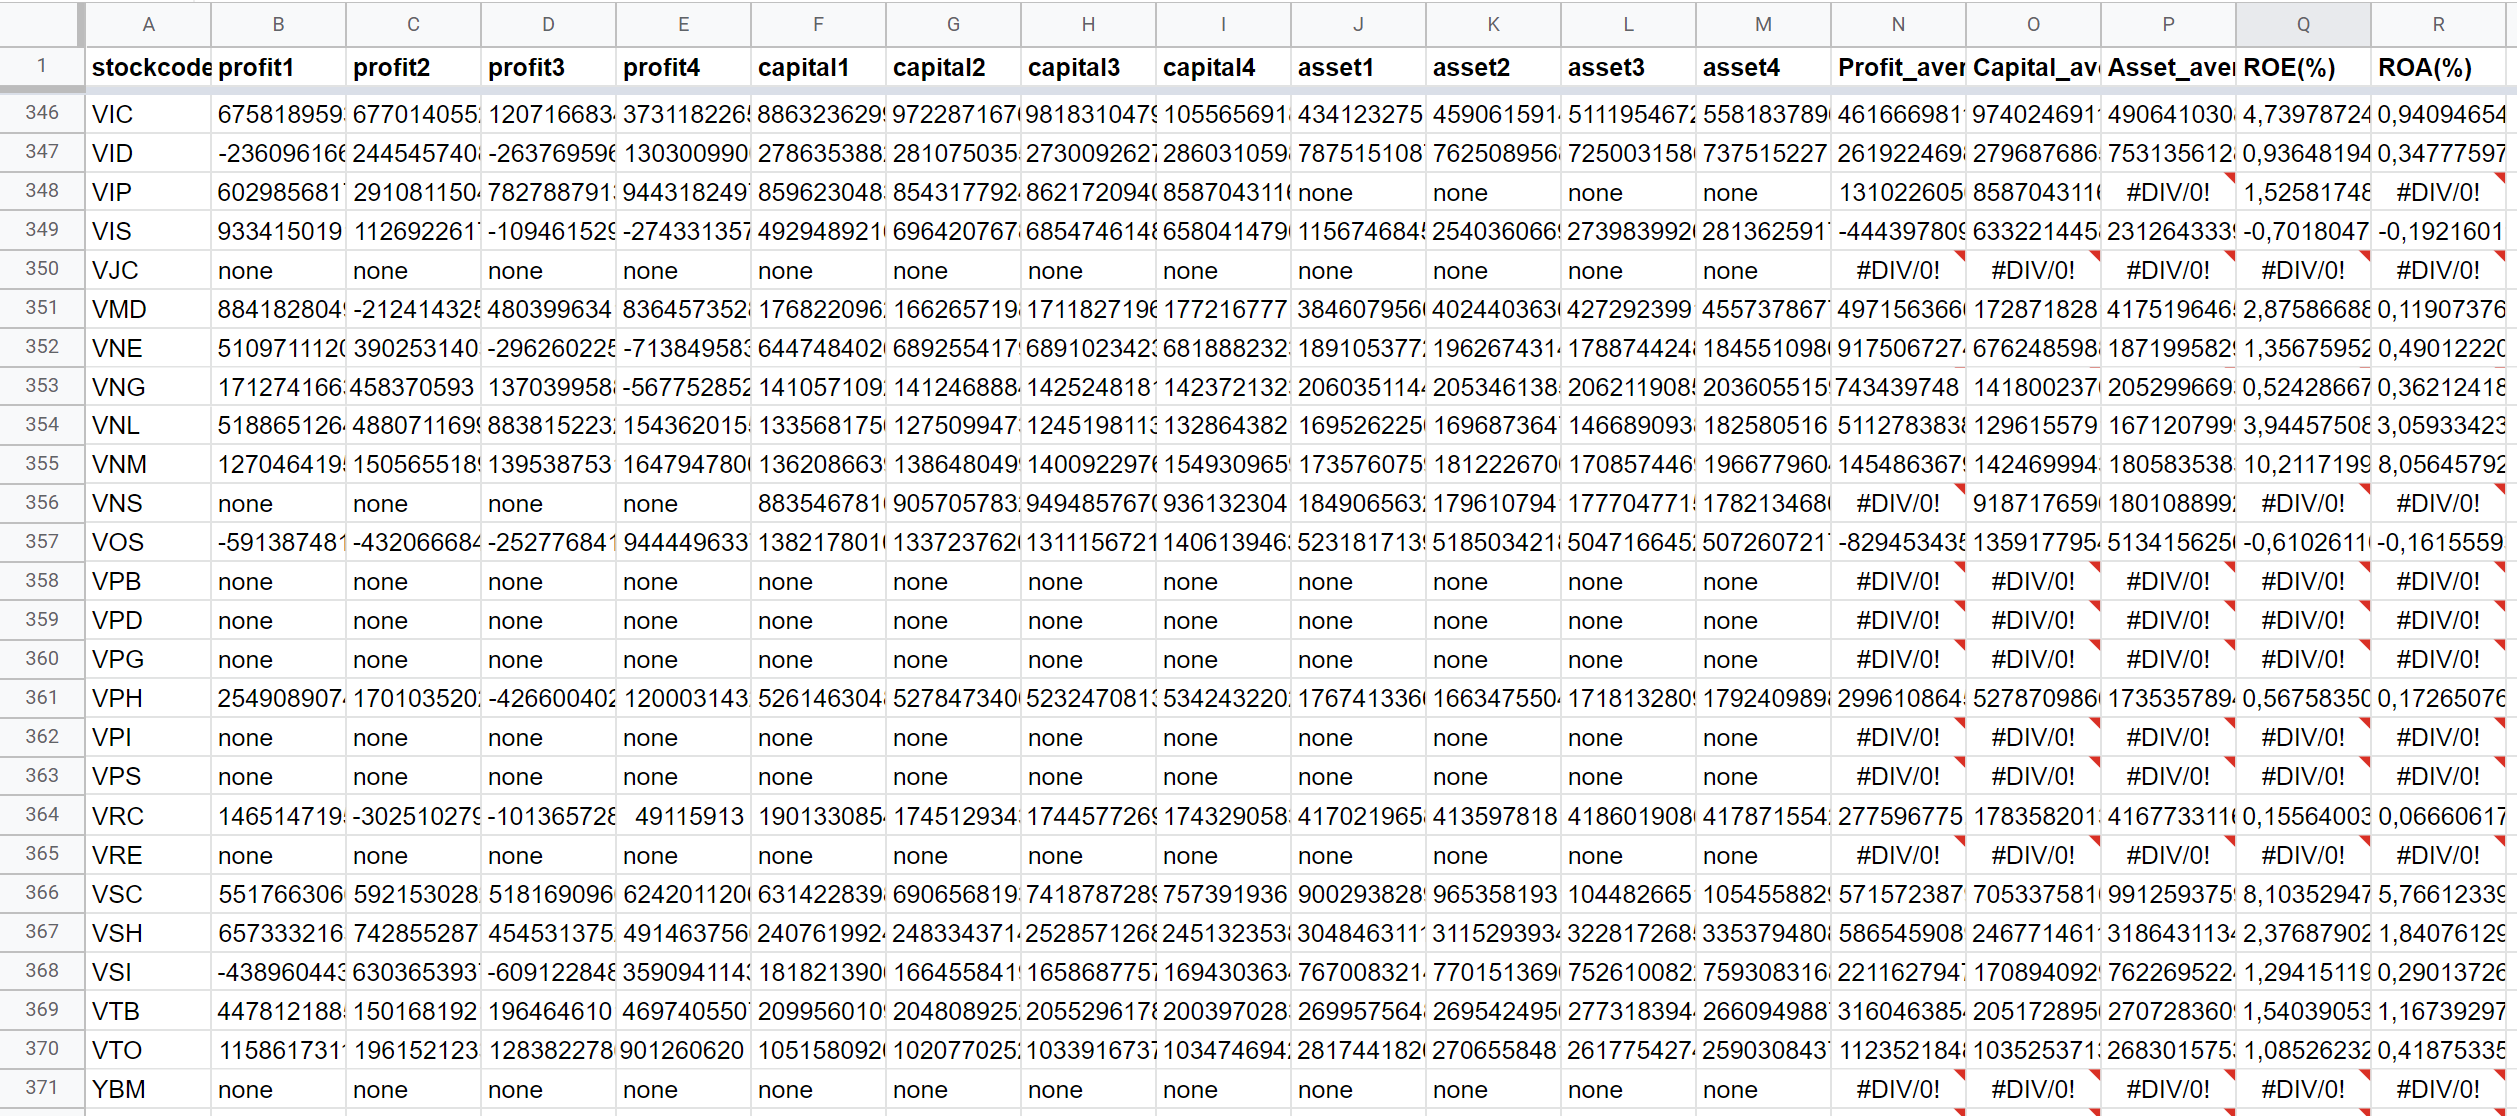 A B C D E F G H I J K L M N O P Q R
1 stockcode profit1 profit2 profit3 profit4 capital1 capital2 capital3 capital4 asset1 asset2 asset3 asset4 Profit_aver Capital_ave Asset_aver ROE(%) ROA(%)
346 VIC 675818959 677014055 120716683 373118226 886323629 972287167 981831047 105565691 434123275 459061591 511195467 558183789 461666981 974024691 490641030 4,73978724 0,94094654
347 VID -236096166 244545740 -263769596 130300990 278635388 281075035 273009262 286031059 787515108 762508956 725003158 737515227 261922469 279687686 753135612 0,93648194 0,34777597
348 VIP 602985681 291081150 782788791 944318249 859623048 854317792 862172094 858704311 none none none none 131022605 858704311 #DIV/0! 1,52581748 #DIV/0!
349 VIS 933415019 112692261 -109461529 -274331357 492948921 696420767 685474614 658041479 115674684 254036066 273983992 281362591 -444397809 633221445 231264333 -0,7018047 -0,1921601
350 VJC none none none none none none none none none none none none #DIV/0! #DIV/0! #DIV/0! #DIV/0! #DIV/0!
351 VMD 884182804 -212414325 480399634 836457352 176822096 166265719 171182719 177216777 384607956 402440363 427292399 455737867 497156366 172871828 417519646 2,87586688 0,11907376
352 VNE 510971112 390253140 -296260225 -713849583 644748402 689255417 689102342 681888232 189105377 196267431 178874424 184551098 917506727 676248598 187199582 1,35675952 0,49012220
353 VNG 171274166 458370593 137039958 -567752852 141057109 141246888 142524818 142372132 206035114 205346138 206211908 203605515 743439748 141800237 205299669 0,52428667 0,36212418
354 VNL 518865126 488071169 883815223 154362015 133568175 127509947 124519811 132864382 169526225 169687364 146689093 182580516 511278383 129615579 167120799 3,94457508 3,05933423
355 VNM 127046419 150565518 139538753 164794780 136208663 138648049 140092297 154930965 173576075 181222670 170857446 196677960 145486367 142469994 180583538 10,2117199 8,05645792
356 VNS none none none none 883546781 905705783 949485767 936132304 184906563 179610794 177704771 178213468 #DIV/0! 918717659 180108899 #DIV/0! #DIV/0!
357 VOS -591387481 -432066684 -252776841 944449633 138217801 133723762 131115672 140613946 523181713 518503421 504716645 507260721 -829453435 135917795 513415625 -0,6102611 -0,1615559
358 VPB none none none none none none none none none none none none #DIV/0! #DIV/0! #DIV/0! #DIV/0! #DIV/0!
359 VPD none none none none none none none none none none none none #DIV/0! #DIV/0! #DIV/0! #DIV/0! #DIV/0!
360 VPG none none none none none none none none none none none none #DIV/0! #DIV/0! #DIV/0! #DIV/0! #DIV/0!
361 VPH 254908907 170103520 -426600402 120003143 526146304 527847340 523247081 534243220 176741336 166347550 171813280 179240989 299610864 527870986 173535789 0,56758350 0,17265076
362 VPI none none none none none none none none none none none none #DIV/0! #DIV/0! #DIV/0! #DIV/0! #DIV/0!
363 VPS none none none none none none none none none none none none #DIV/0! #DIV/0! #DIV/0! #DIV/0! #DIV/0!
364 VRC 146514719 -302510279 -101365728 49115913 190133085 174512934 174457726 174329058 417021965 413597818 418601908 417871554 277596775 178358201 416773311 0,15564003 0,06660617
365 VRE none none none none none none none none none none none none #DIV/0! #DIV/0! #DIV/0! #DIV/0! #DIV/0!
366 VSC 551766306 592153028 518169096 624201120 631422839 690656819 741878728 757391936 900293828 965358193 104482665 105455882 571572387 705337581 991259375 8,10352947 5,76612339
367 VSH 657333216 742855287 454531375 491463756 240761992 248334371 252857126 245132353 304846311 311529393 322817268 335379480 586545908 246771461 318643113 2,37687902 1,84076129
368 VSI -438960443 630365393 -609122848 359094114 181821390 166455841 165868775 169430363 767008321 770151369 752610082 759308316 221162794 170894092 762269522 1,29415119 0,29013726
369 VTB 447812188 150168192 196464610 469740550 209956010 204808925 205529617 200397028 269957564 269542495 277318394 266094988 316046385 205172895 270728360 1,54039053 1,16739297
370 VTO 115861731 196152123 128382278 901260620 105158092 102077025 103391673 103474694 281744182 270655848 261775427 259030843 112352184 103525371 268301575 1,08526232 0,41875335
371 YBM none none none none none none none none none none none none #DIV/0! #DIV/0! #DIV/0! #DIV/0! #DIV/0!